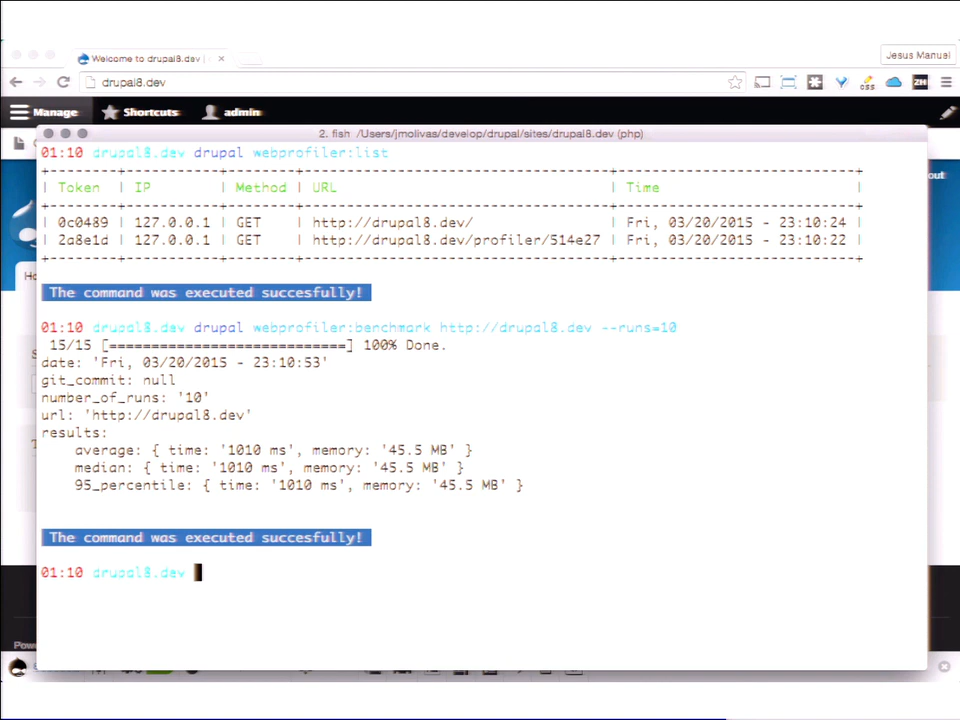 Welcome to drupal8.dev |
Jesus Manuel
drupal8.dev
Manage Shortcuts admin
2. fish /Users/jmolivas/develop/drupal/sites/drupal8.dev (php)
01:10 drupal8.dev drupal webprofiler:list
| Token | IP | Method | URL | Time |
| 0c0489 | 127.0.0.1 | GET | http://drupal8.dev/ | Fri, 03/20/2015 - 23:10:24 |
| 2a8e1d | 127.0.0.1 | GET | http://drupal8.dev/profiler/514e27 | Fri, 03/20/2015 - 23:10:22 |
The command was executed succesfully!
01:10 drupal8.dev drupal webprofiler:benchmark http://drupal8.dev --runs=10
15/15 [============================] 100% Done.
date: 'Fri, 03/20/2015 - 23:10:53'
git_commit: null
number_of_runs: '10'
url: 'http://drupal8.dev'
results:
average: { time: '1010 ms', memory: '45.5 MB' }
median: { time: '1010 ms', memory: '45.5 MB' }
95_percentile: { time: '1010 ms', memory: '45.5 MB' }
The command was executed succesfully!
01:10 drupal8.dev